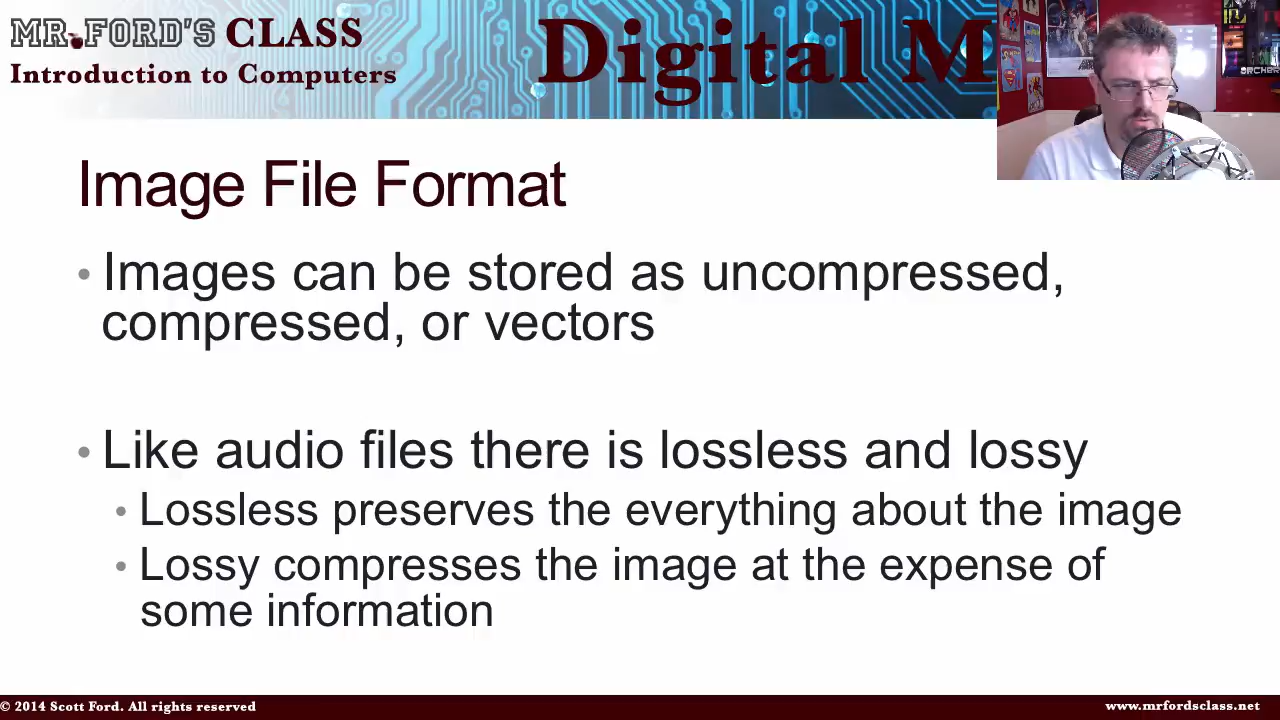 MR. FORD'S CLASS
Introduction to Computers
Digital M
ARCHER
Image File Format
• Images can be stored as uncompressed,
compressed, or vectors
• Like audio files there is lossless and lossy
• Lossless preserves the everything about the image
• Lossy compresses the image at the expense of
some information
© 2014 Scott Ford. All rights reserved
www.mrfordsclass.net